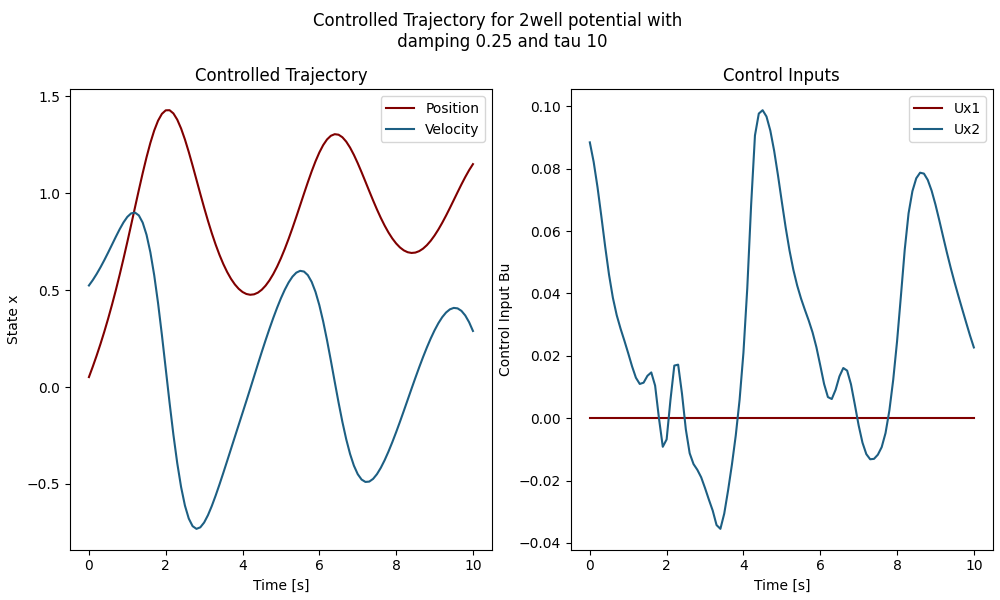 Controlled Trajectory for 2well potential with
damping 0.25 and tau 10
Controlled Trajectory
1.5
1.0
0.5
0.0
−0.5
State x
0 2 4 6 8 10
Time [s]
Position
Velocity
Control Inputs
0.10
0.08
0.06
0.04
0.02
0.00
−0.02
−0.04
Control Input Bu
0 2 4 6 8 10
Time [s]
Ux1
Ux2